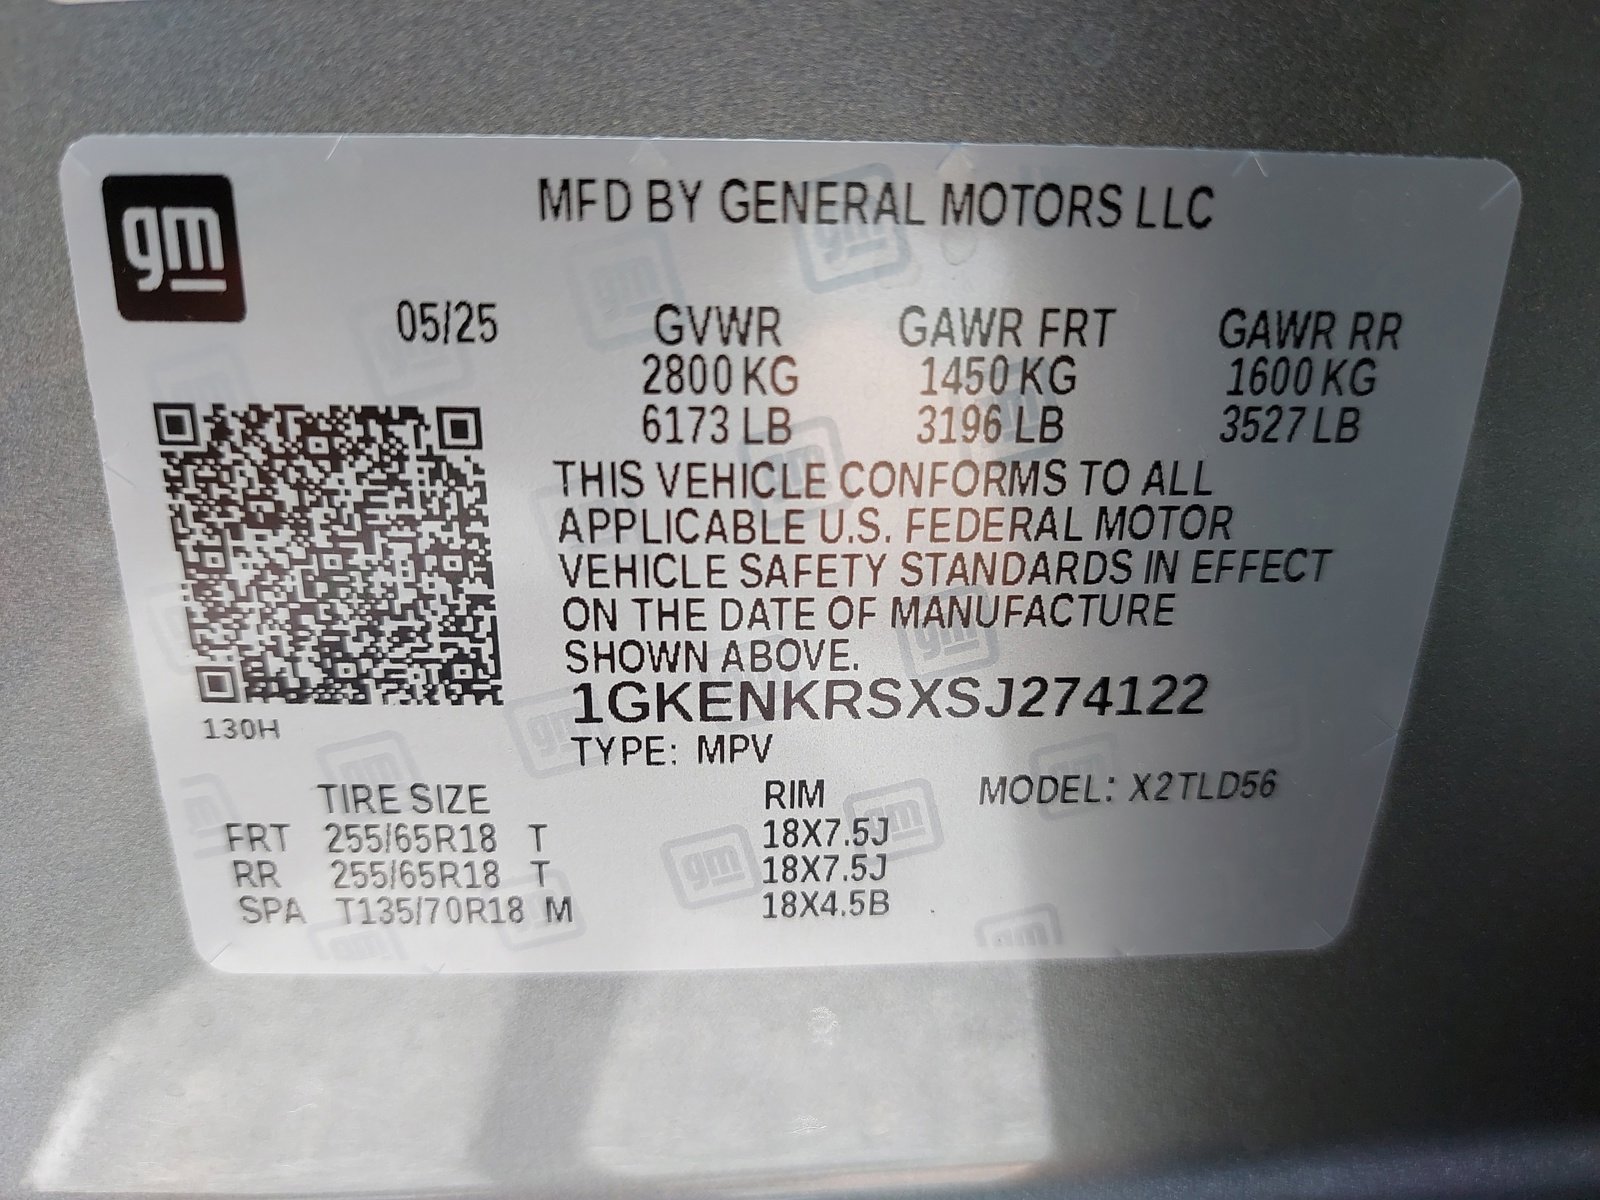 gm
MFD BY GENERAL MOTORS LLC
05/25 GVWR GAWR FRT GAWR RR
2800 KG 1450 KG 1600 KG
6173 LB 3196 LB 3527 LB
THIS VEHICLE CONFORMS TO ALL
APPLICABLE U.S. FEDERAL MOTOR
VEHICLE SAFETY STANDARDS IN EFFECT
ON THE DATE OF MANUFACTURE
SHOWN ABOVE.
1GKENKRSXSJ274122
130H
TYPE: MPV
TIRE SIZE RIM MODEL: X2TLD56
FRT 255/65R18 T 18X7.5J
RR 255/65R18 T 18X7.5J
SPA T135/70R18 M 18X4.5B